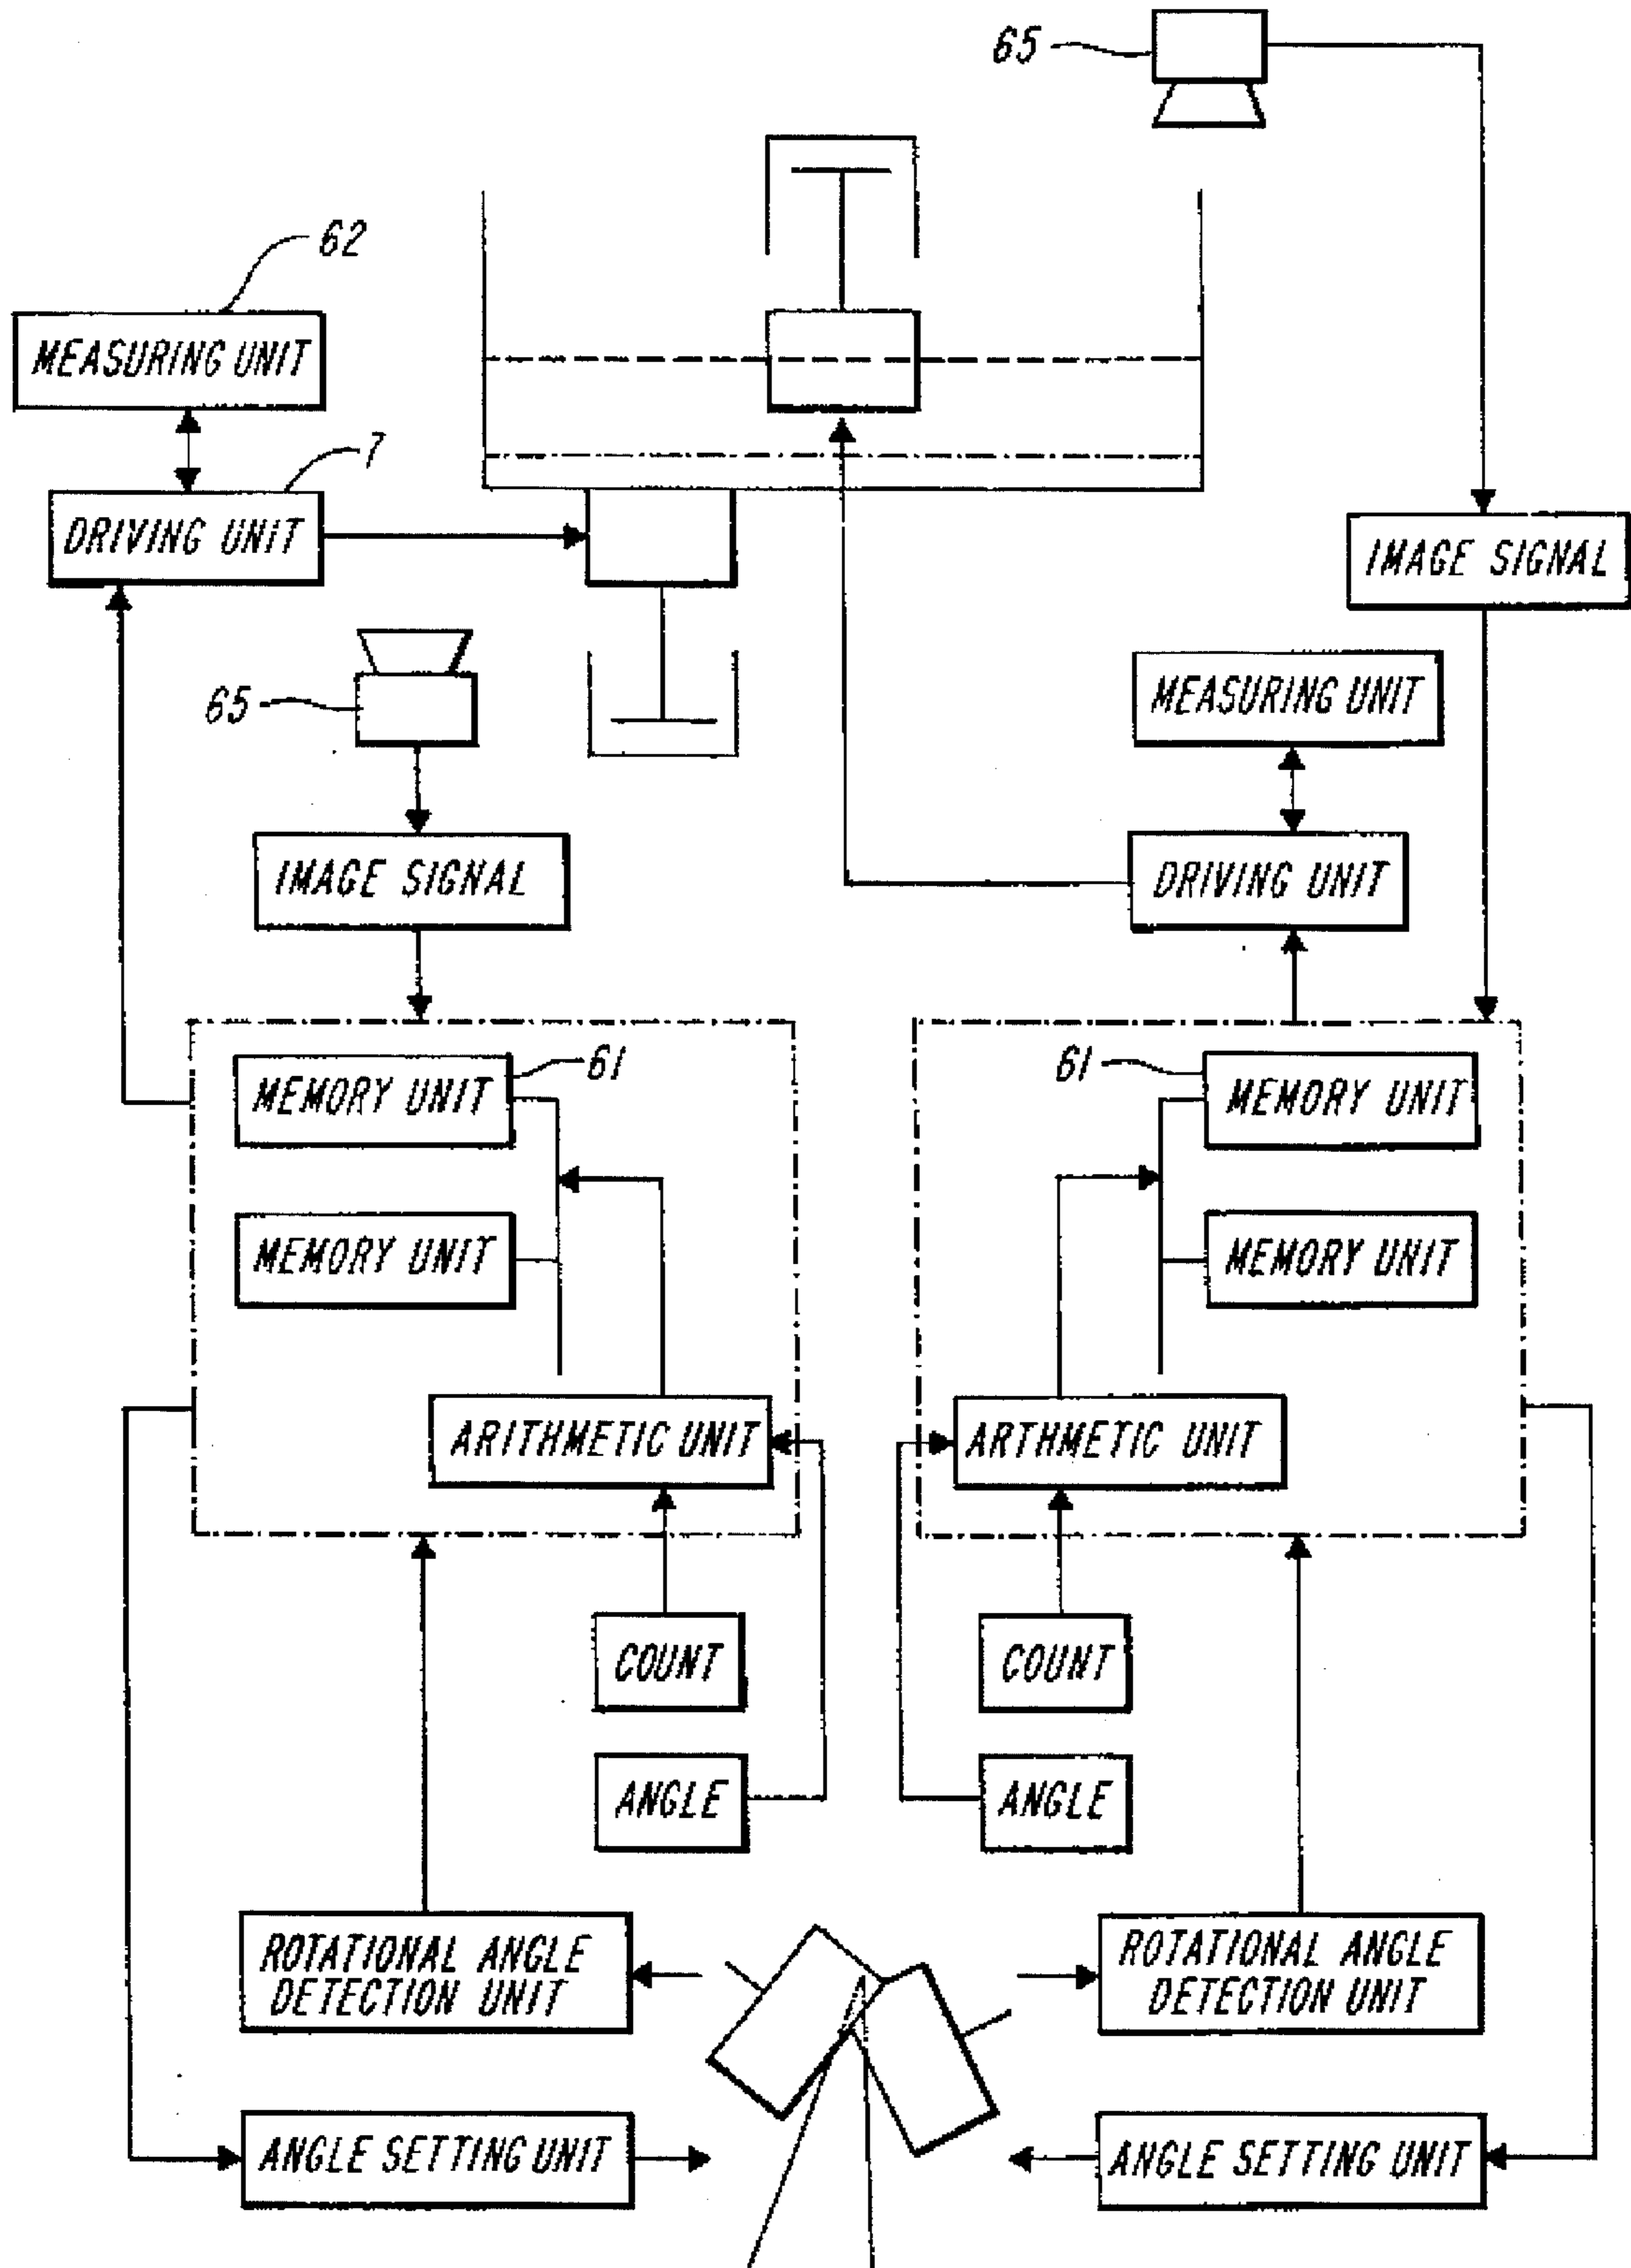 65
62
MEASURING UNIT
7
DRIVING UNIT
IMAGE SIGNAL
65
MEASURING UNIT
IMAGE SIGNAL
DRIVING UNIT
61
MEMORY UNIT
61
MEMORY UNIT
MEMORY UNIT
MEMORY UNIT
ARITHMETIC UNIT
ARTHMETIC UNIT
COUNT
COUNT
ANGLE
ANGLE
ROTATIONAL ANGLE
DETECTION UNIT
ROTATIONAL ANGLE
DETECTION UNIT
ANGLE SETTING UNIT
ANGLE SETTING UNIT